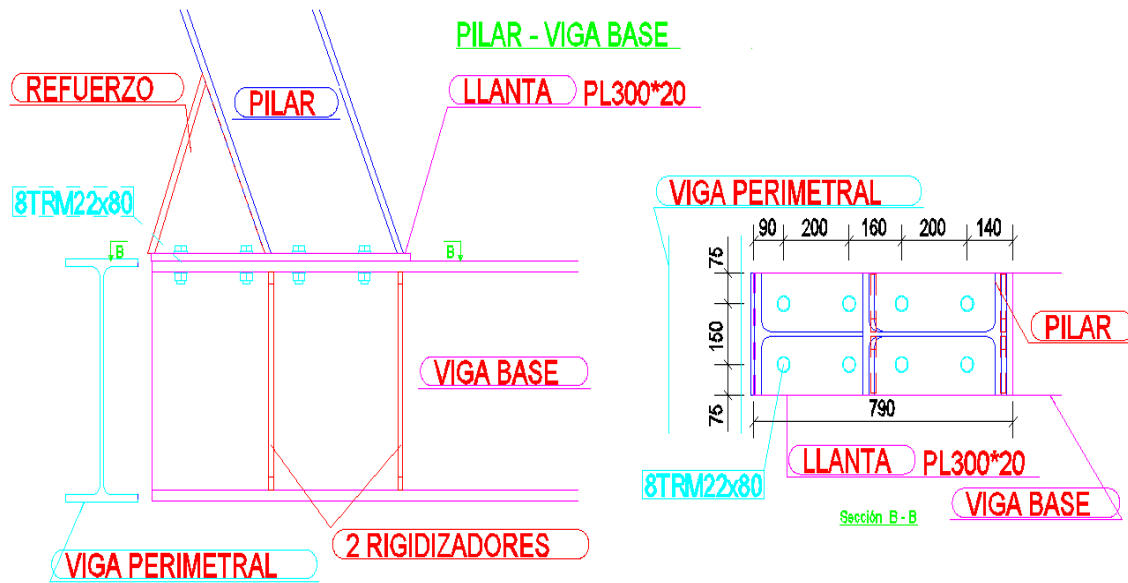 PILAR - VIGA BASE
REFUERZO
PILAR
LLANTA PL300*20
8TRM22x80
B
B
VIGA BASE
2 RIGIDIZADORES
VIGA PERIMETRAL
VIGA PERIMETRAL
90 200 160 200 140
75
150
75
PILAR
790
LLANTA PL300*20
8TRM22x80
VIGA BASE
Sección B - B